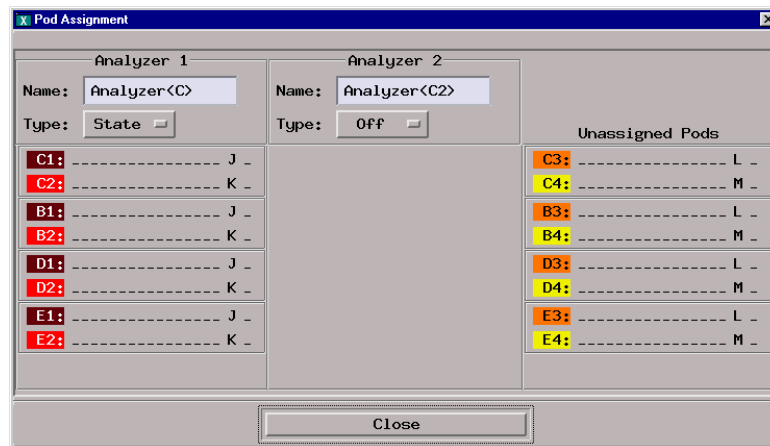 Pod Assignment
Analyzer 1
Name: Analyzer<C>
Type: State
Analyzer 2
Name: Analyzer<C2>
Type: Off
Unassigned Pods
C1: _ _ _ _ _ _ _ _ _ _ _ _ _ _ _ _ J _
C2: _ _ _ _ _ _ _ _ _ _ _ _ _ _ _ _ K _
B1: _ _ _ _ _ _ _ _ _ _ _ _ _ _ _ _ J _
B2: _ _ _ _ _ _ _ _ _ _ _ _ _ _ _ _ K _
D1: _ _ _ _ _ _ _ _ _ _ _ _ _ _ _ _ J _
D2: _ _ _ _ _ _ _ _ _ _ _ _ _ _ _ _ K _
E1: _ _ _ _ _ _ _ _ _ _ _ _ _ _ _ _ J _
E2: _ _ _ _ _ _ _ _ _ _ _ _ _ _ _ _ K _
C3: _ _ _ _ _ _ _ _ _ _ _ _ _ _ _ _ L _
C4: _ _ _ _ _ _ _ _ _ _ _ _ _ _ _ _ M _
B3: _ _ _ _ _ _ _ _ _ _ _ _ _ _ _ _ L _
B4: _ _ _ _ _ _ _ _ _ _ _ _ _ _ _ _ M _
D3: _ _ _ _ _ _ _ _ _ _ _ _ _ _ _ _ L _
D4: _ _ _ _ _ _ _ _ _ _ _ _ _ _ _ _ M _
E3: _ _ _ _ _ _ _ _ _ _ _ _ _ _ _ _ L _
E4: _ _ _ _ _ _ _ _ _ _ _ _ _ _ _ _ M _
Close